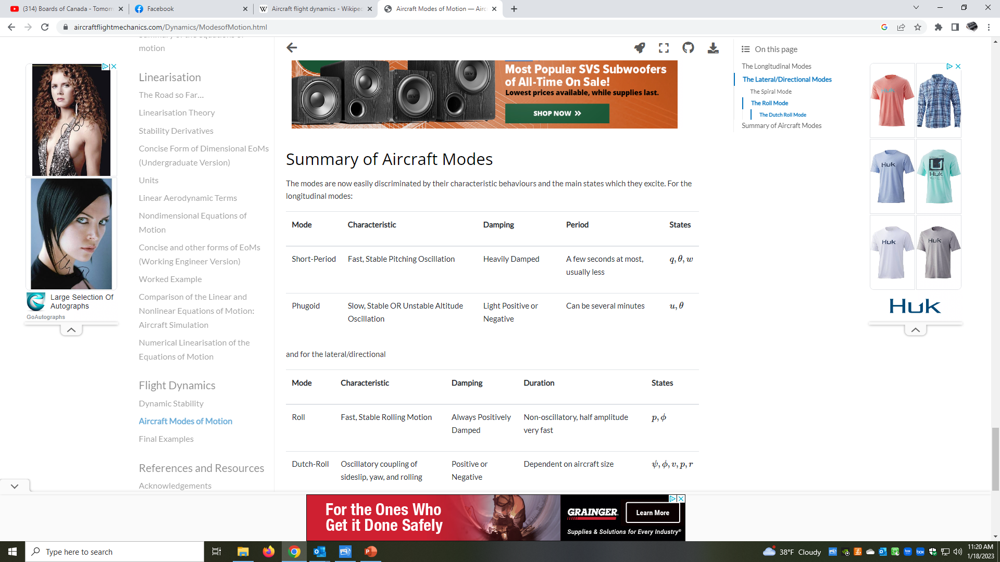 (314) Boards of Canada - Tomorr
Facebook
Aircraft flight dynamics - Wikiped
Aircraft Modes of Motion — Airc
aircraftflightmechanics.com/Dynamics/ModesofMotion.html
motion
Linearisation
The Road so Far...
Linearisation Theory
Stability Derivatives
Concise Form of Dimensional EoMs
(Undergraduate Version)
Units
Linear Aerodynamic Terms
Nondimensional Equations of
Motion
Concise and other forms of EoMs
(Working Engineer Version)
Worked Example
Comparison of the Linear and
Nonlinear Equations of Motion:
Aircraft Simulation
Numerical Linearisation of the
Equations of Motion
Flight Dynamics
Dynamic Stability
Aircraft Modes of Motion
Final Examples
References and Resources
Acknowledgements
Large Selection Of
Autographs
GoAutographs
Most Popular SVS Subwoofers
of All-Time On Sale!
Lowest prices available, while supplies last.
SHOP NOW »
SVS
Summary of Aircraft Modes
The modes are now easily discriminated by their characteristic behaviours and the main states which they excite. For the
longitudinal modes:
Mode Characteristic Damping Period States
Short-Period Fast, Stable Pitching Oscillation Heavily Damped A few seconds at most, q, θ, w
usually less
Phugoid Slow, Stable OR Unstable Altitude Light Positive or Can be several minutes u, θ
Oscillation Negative
and for the lateral/directional
Mode Characteristic Damping Duration States
Roll Fast, Stable Rolling Motion Always Positively Non-oscillatory, half amplitude p, ϕ
Damped very fast
Dutch-Roll Oscillatory coupling of Positive or Dependent on aircraft size ψ, ϕ, v, p, r
sideslip, yaw, and rolling Negative
On this page
The Longitudinal Modes
The Lateral/Directional Modes
The Spiral Mode
The Roll Mode
The Dutch Roll Mode
Summary of Aircraft Modes
Huk
Huk
Huk
Huk
Huk
Huk
For the Ones Who
Get it Done Safely
GRAINGER
Learn More
Supplies & Solutions for Every Industry®
Type here to search
38°F Cloudy
11:20 AM
1/18/2023